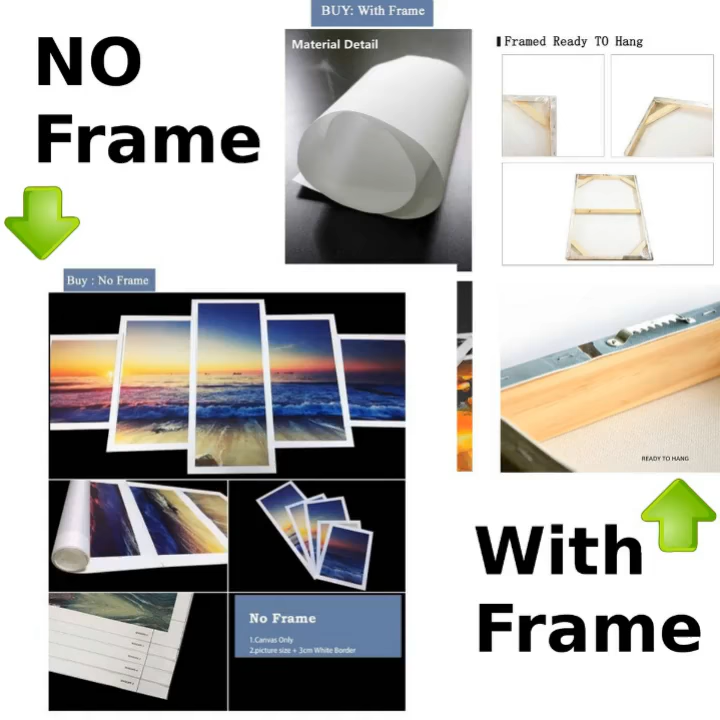 BUY: With Frame
NO
Frame
Material Detail
Framed Ready TO Hang
Buy : No Frame
READY TO HANG
With
Frame
No Frame
1.Canvas Only
2.picture size + 3cm White Border